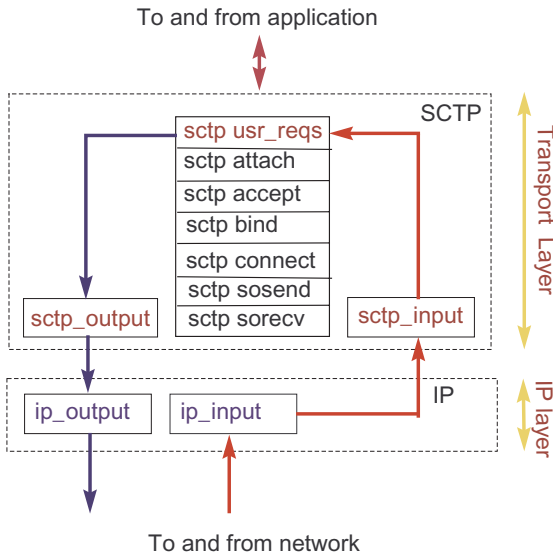 To and from application
SCTP
sctp usr_reqs
sctp attach
sctp accept
sctp bind
sctp connect
sctp sosend
sctp sorecv
sctp_output
sctp_input
Transport Layer
IP
ip_output
ip_input
IP layer
To and from network